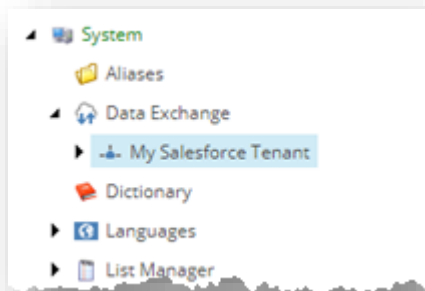 System
Aliases
Data Exchange
My Salesforce Tenant
Dictionary
Languages
List Manager